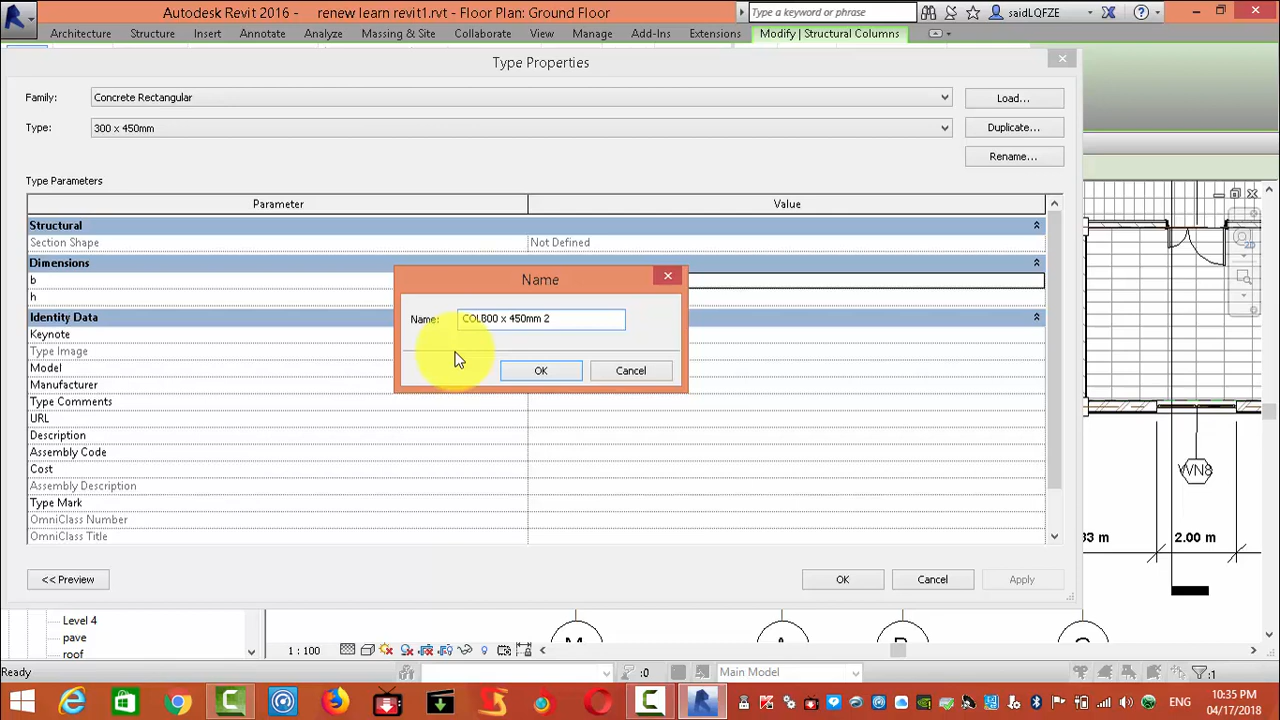 Autodesk Revit 2016 - renew learn revit1.rvt - Floor Plan: Ground Floor
Type a keyword or phrase
saidLQFZE
Architecture Structure Insert Annotate Analyze Massing & Site Collaborate View Manage Add-Ins Extensions Modify | Structural Columns
Type Properties
Family: Concrete Rectangular Load...
Type: 300 x 450mm Duplicate...
Rename...
Type Parameters
Parameter Value
Structural
Section Shape Not Defined
Dimensions
b
h
Identity Data
Keynote
Type Image
Model
Manufacturer
Type Comments
URL
Description
Assembly Code
Cost
Assembly Description
Type Mark
OmniClass Number
OmniClass Title
Name
Name: COL300 x 450mm 2
OK Cancel
<< Preview OK Cancel Apply
2D
WN8
33 m 2.00 m
Level 4
pave
roof
1 : 100
Ready
:0
Main Model
:1
ENG
10:35 PM
04/17/2018